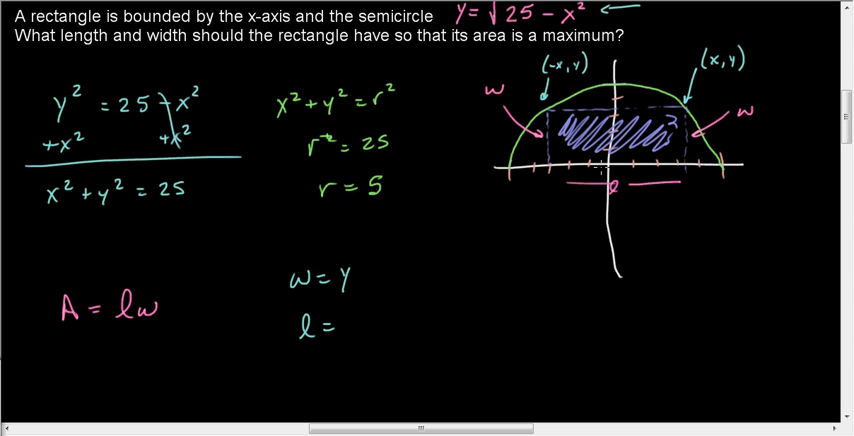 A rectangle is bounded by the x-axis and the semicircle y = √25 - x²
What length and width should the rectangle have so that its area is a maximum?
(-x, y)
(x, y)
w
w
y² = 25 - x²
+x² +x²
x² + y² = 25
x² + y² = r²
r² = 25
r = 5
l
w = y
A = lw
l =